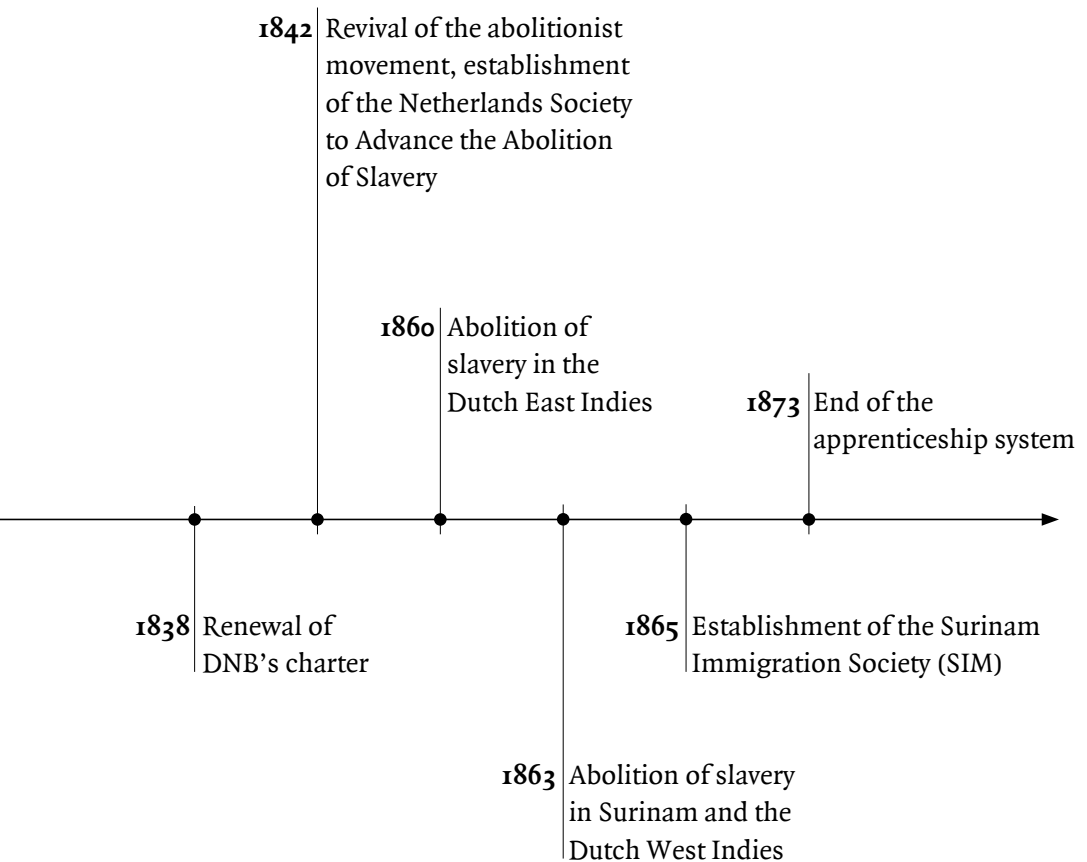 1842 Revival of the abolitionist
movement, establishment
of the Netherlands Society
to Advance the Abolition
of Slavery
1860 Abolition of
slavery in the
Dutch East Indies
1873 End of the
apprenticeship system
1838 Renewal of
DNB’s charter
1865 Establishment of the Surinam
Immigration Society (SIM)
1863 Abolition of slavery
in Surinam and the
Dutch West Indies